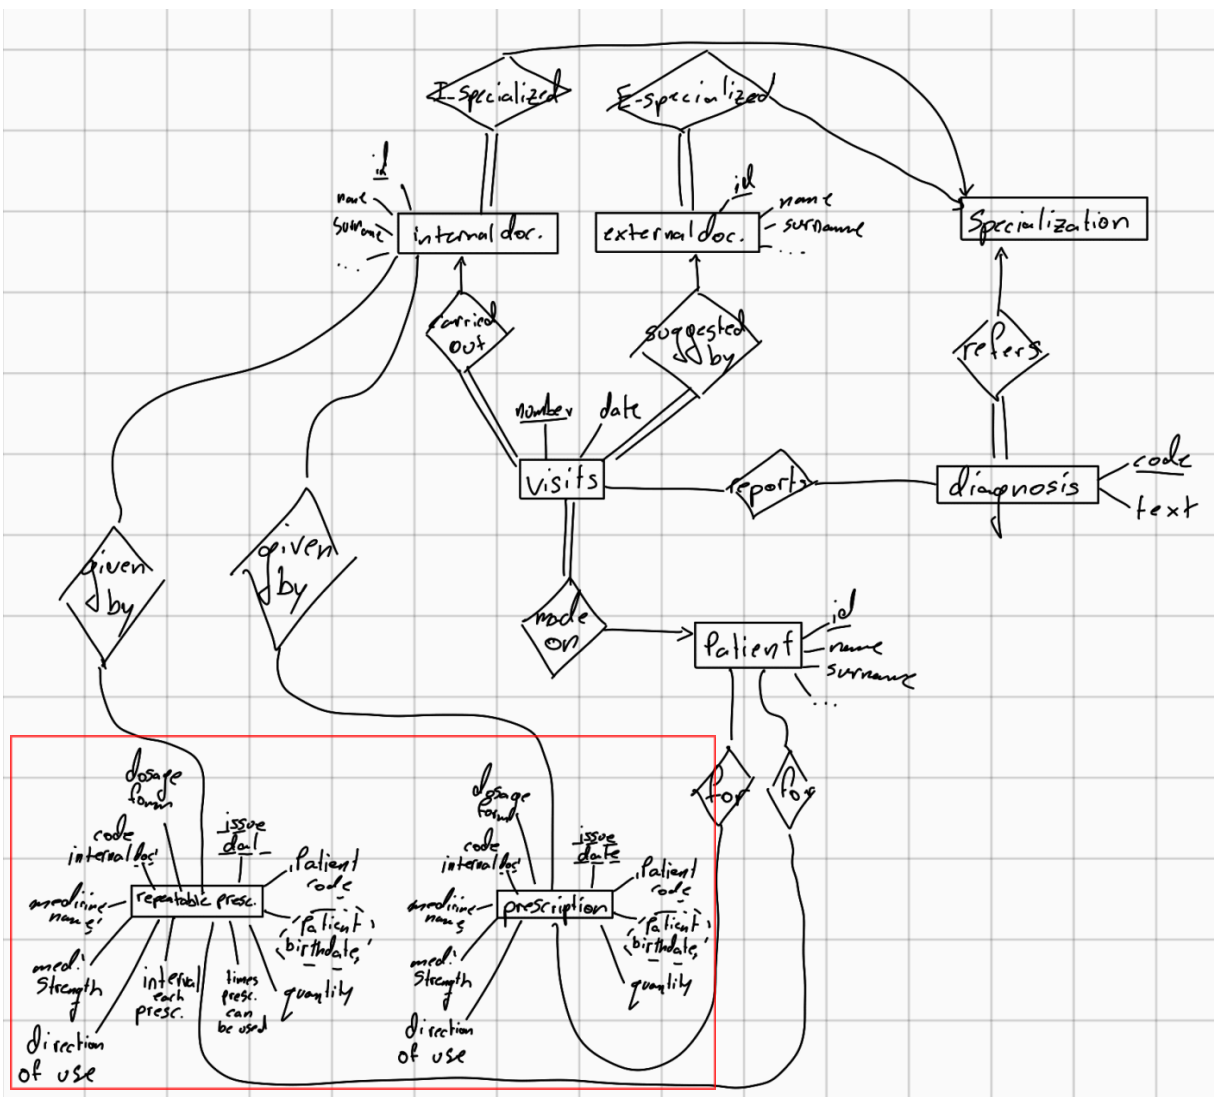 I-specialized
E-specialized
id
name
surname
...
internal doc.
id
name
surname
...
external doc.
Specialization
carried
out
suggested
by
refers
number
date
visits
reports
diagnosis
code
text
given
by
given
by
made
on
Patient
id
name
surname
...
for
for
dosage
form
code
internal doc'
issue
dat
Patient
code
medicine
name
repeatable presc.
Patient
birthdate
med.
Strength
interval
each
presc.
times
presc.
can
be used
quantity
direction
of use
dosage
form
code
internal doc'
issue
date
Patient
code
medicine
name
prescription
Patient
birthdate
med.
Strength
quantity
direction
of use